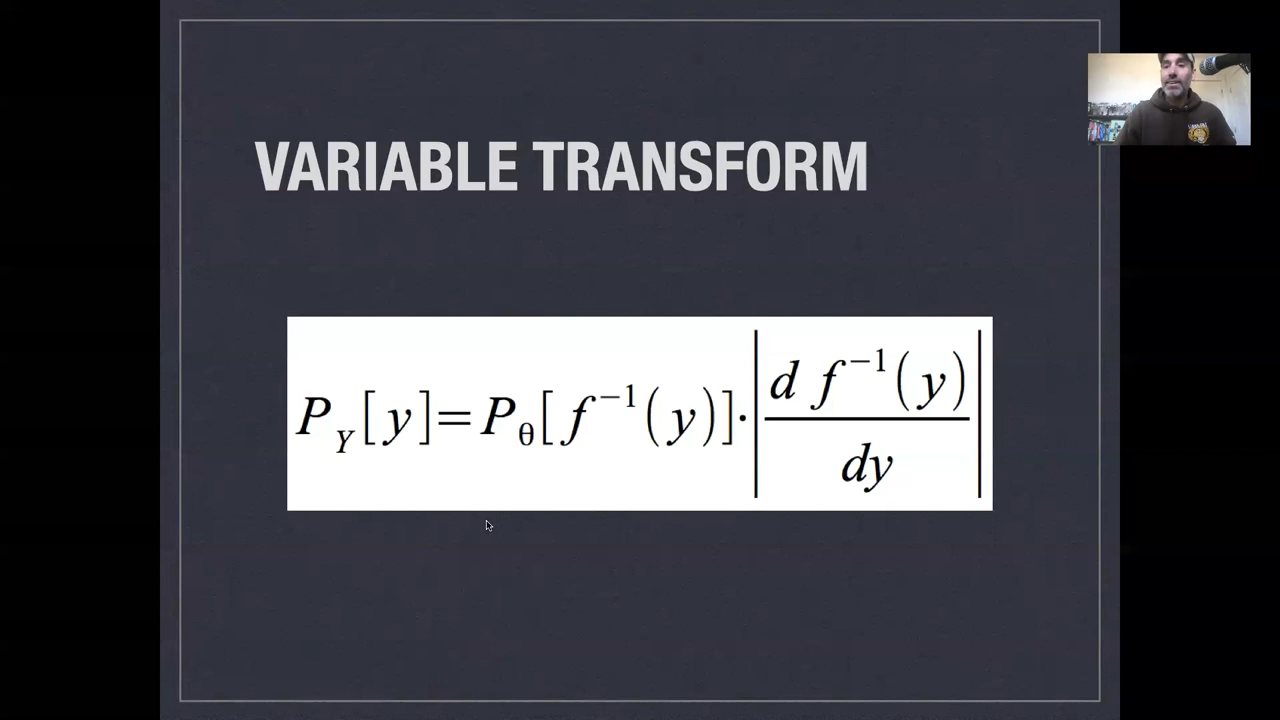 VARIABLE TRANSFORM
P_Y[y]=P_θ[f⁻¹(y)]·|d f⁻¹(y)/dy|